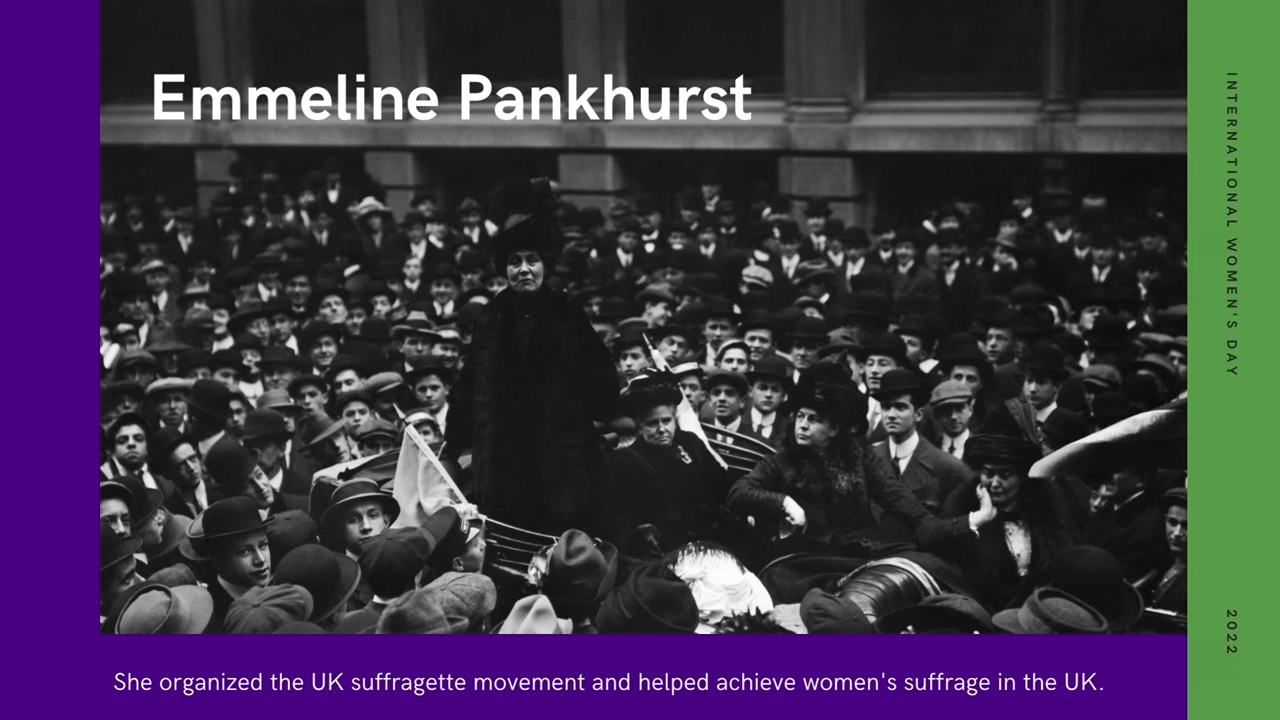 Emmeline Pankhurst
INTERNATIONAL WOMEN'S DAY
2022
She organized the UK suffragette movement and helped achieve women's suffrage in the UK.